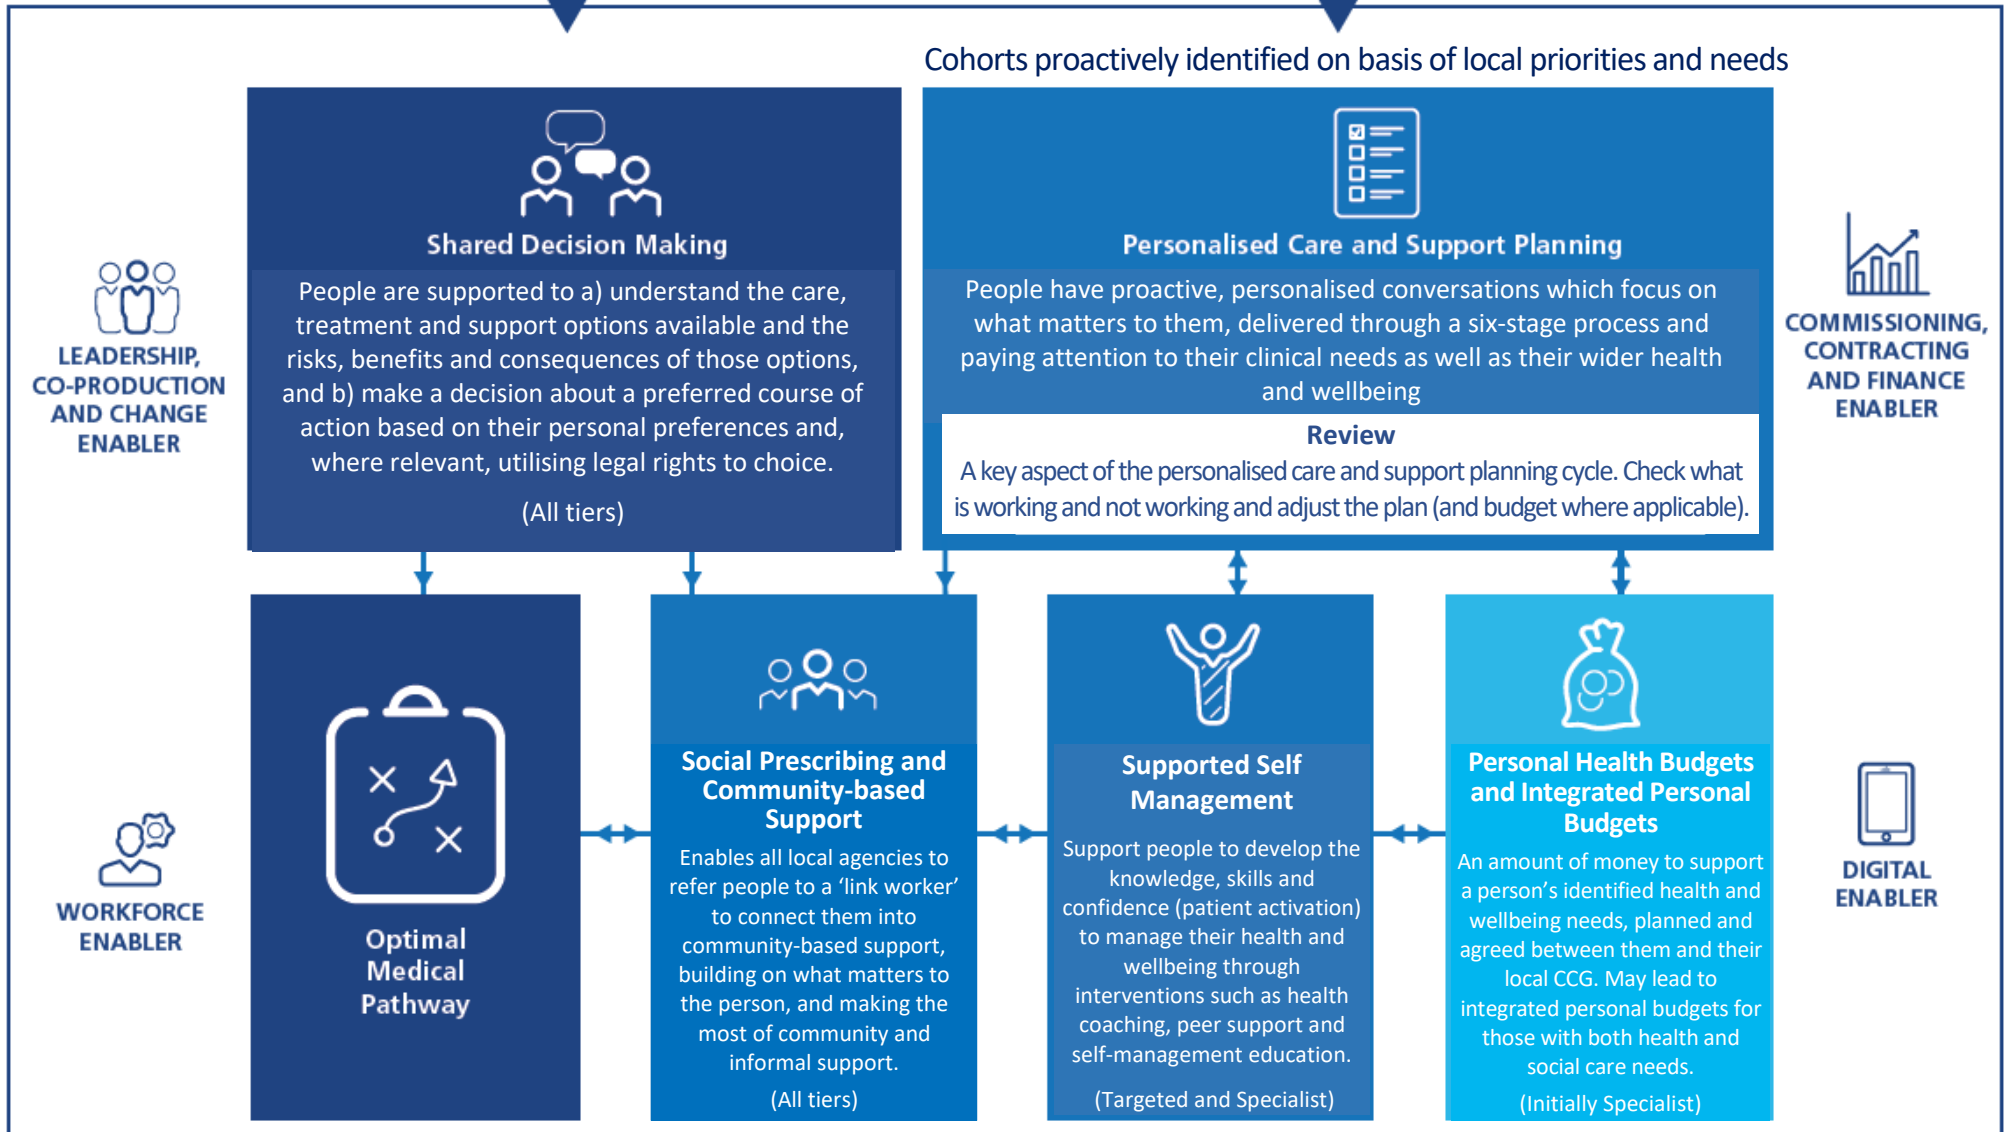 Cohorts proactively identified on basis of local priorities and needs
Shared Decision Making
People are supported to a) understand the care,
treatment and support options available and the
risks, benefits and consequences of those options,
and b) make a decision about a preferred course of
action based on their personal preferences and,
where relevant, utilising legal rights to choice.
(All tiers)
Personalised Care and Support Planning
People have proactive, personalised conversations which focus on
what matters to them, delivered through a six-stage process and
paying attention to their clinical needs as well as their wider health
and wellbeing
Review
A key aspect of the personalised care and support planning cycle. Check what
is working and not working and adjust the plan (and budget where applicable).
LEADERSHIP,
CO-PRODUCTION
AND CHANGE
ENABLER
COMMISSIONING,
CONTRACTING
AND FINANCE
ENABLER
WORKFORCE
ENABLER
Optimal
Medical
Pathway
Social Prescribing and
Community-based
Support
Enables all local agencies to
refer people to a ‘link worker’
to connect them into
community-based support,
building on what matters to
the person, and making the
most of community and
informal support.
(All tiers)
Supported Self
Management
Support people to develop the
knowledge, skills and
confidence (patient activation)
to manage their health and
wellbeing through
interventions such as health
coaching, peer support and
self-management education.
(Targeted and Specialist)
Personal Health Budgets
and Integrated Personal
Budgets
An amount of money to support
a person’s identified health and
wellbeing needs, planned and
agreed between them and their
local CCG. May lead to
integrated personal budgets for
those with both health and
social care needs.
(Initially Specialist)
DIGITAL
ENABLER